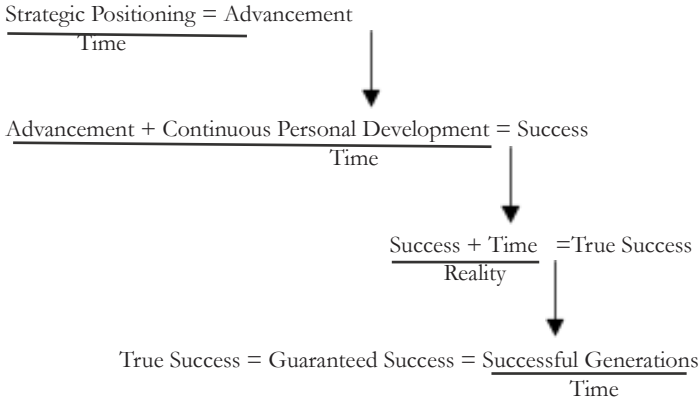 Strategic Positioning = Advancement
Time
Advancement + Continuous Personal Development = Success
Time
Success + Time =True Success
Reality
True Success = Guaranteed Success = Successful Generations
Time